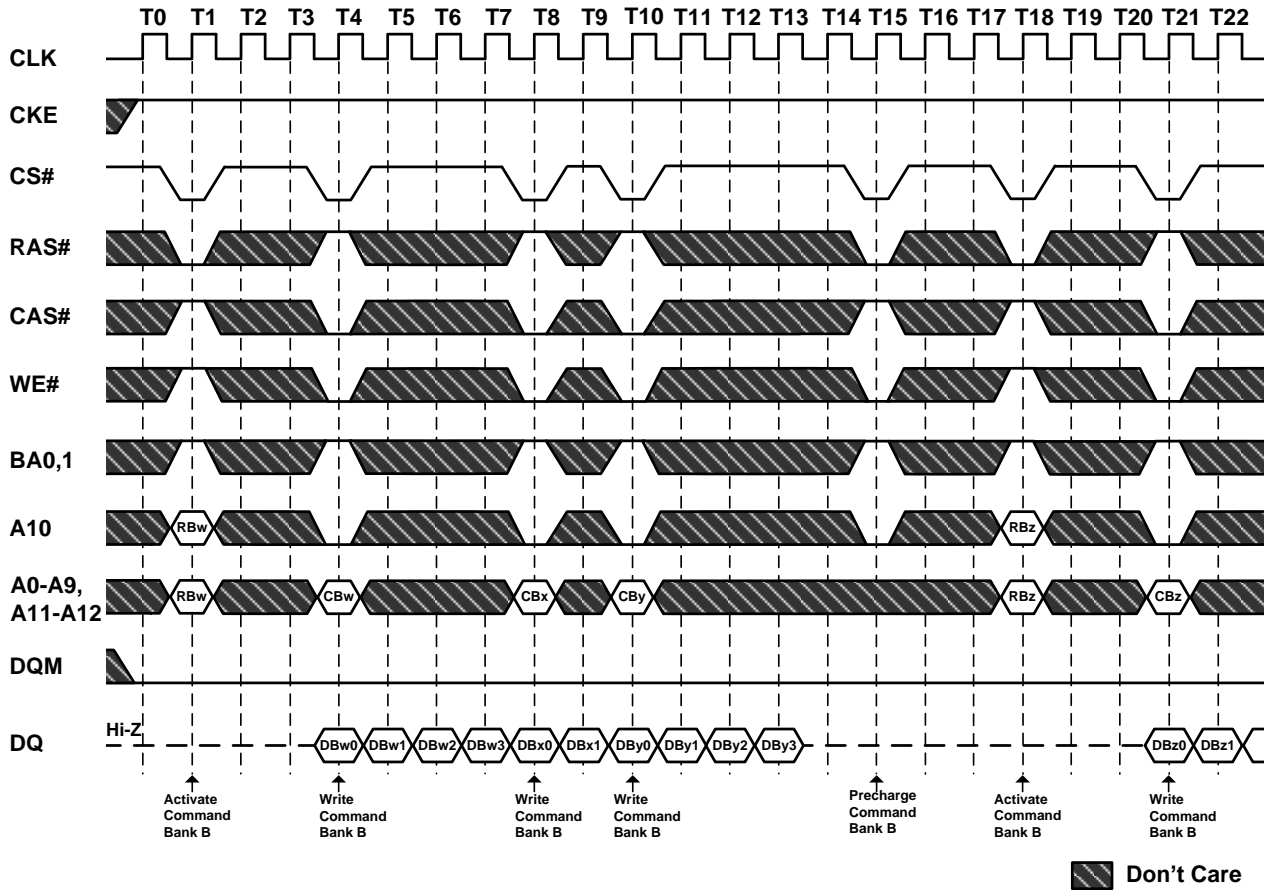 T0 T1 T2 T3 T4 T5 T6 T7 T8 T9 T10 T11 T12 T13 T14 T15 T16 T17 T18 T19 T20 T21 T22
CLK
CKE
CS#
RAS#
CAS#
WE#
BA0,1
A10
RBw
RBz
A0-A9,
A11-A12
RBw
CBw
CBx
CBy
RBz
CBz
DQM
DQ
Hi-Z
DBw0 DBw1 DBw2 DBw3 DBx0 DBx1 DBy0 DBy1 DBy2 DBy3
DBz0 DBz1
Activate
Command
Bank B
Write
Command
Bank B
Write
Command
Bank B
Write
Command
Bank B
Precharge
Command
Bank B
Activate
Command
Bank B
Write
Command
Bank B
Don't Care